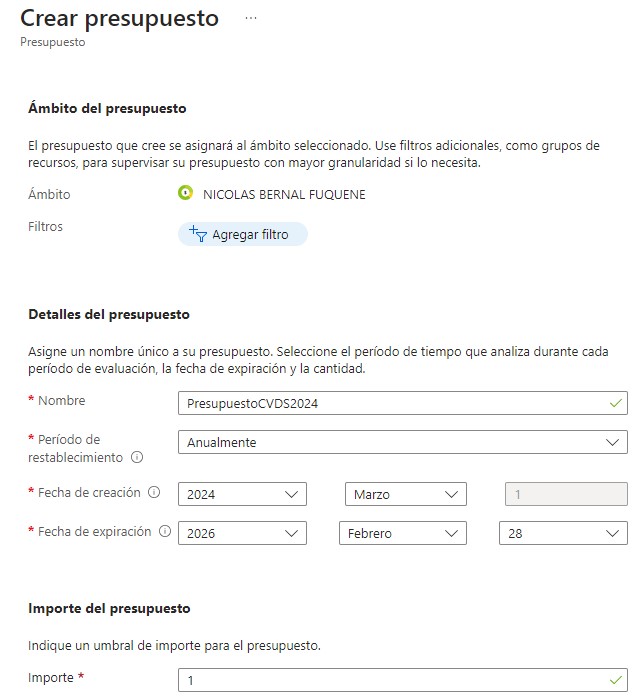 Crear presupuesto ...
Presupuesto
Ámbito del presupuesto
El presupuesto que cree se asignará al ámbito seleccionado. Use filtros adicionales, como grupos de
recursos, para supervisar su presupuesto con mayor granularidad si lo necesita.
Ámbito NICOLAS BERNAL FUQUENE
Filtros Agregar filtro
Detalles del presupuesto
Asigne un nombre único a su presupuesto. Seleccione el período de tiempo que analiza durante cada
período de evaluación, la fecha de expiración y la cantidad.
* Nombre PresupuestoCVDS2024
* Período de
restablecimiento Anualmente
* Fecha de creación 2024 Marzo 1
* Fecha de expiración 2026 Febrero 28
Importe del presupuesto
Indique un umbral de importe para el presupuesto.
Importe * 1